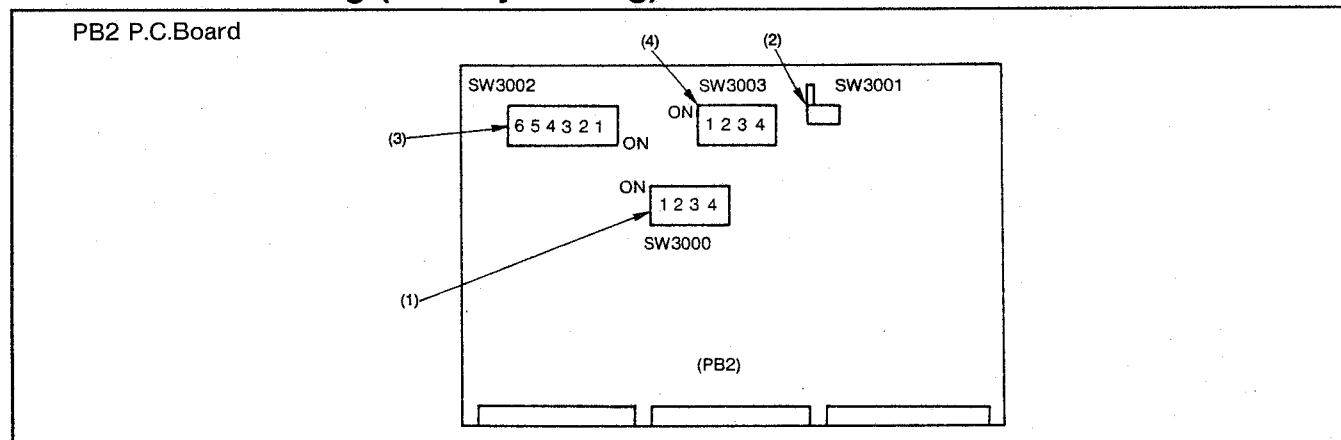 PB2 P.C.Board
(4)
(2)
SW3002
SW3003
SW3001
ON
(3)
6 5 4 3 2 1
1 2 3 4
ON
ON
1 2 3 4
SW3000
(1)
(PB2)